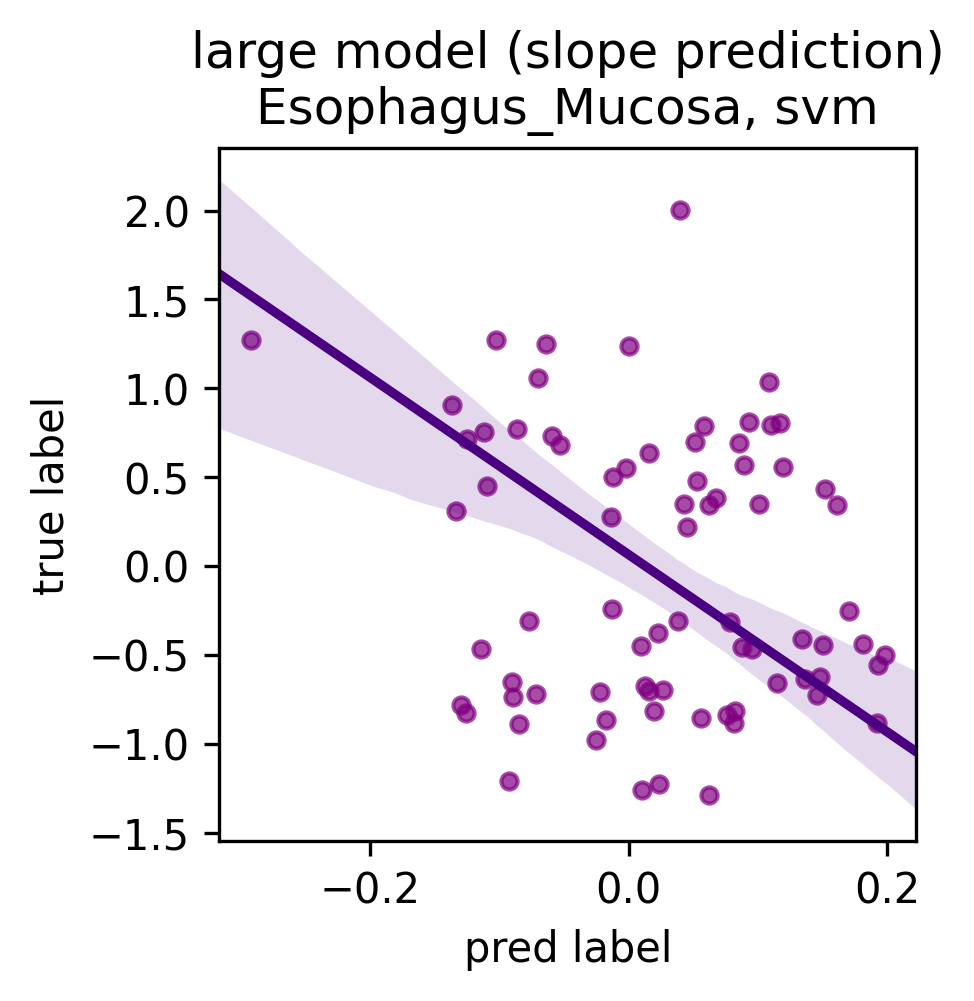 large model (slope prediction)
Esophagus_Mucosa, svm
2.0
1.5
1.0
0.5
0.0
−0.5
−1.0
−1.5
true label
−0.2
0.0
0.2
pred label